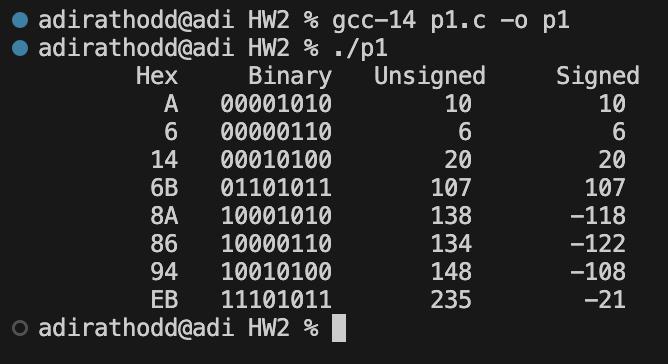 adirathodd@adi HW2 % gcc-14 p1.c -o p1
adirathodd@adi HW2 % ./p1
Hex Binary Unsigned Signed
A 00001010 10 10
6 00000110 6 6
14 00010100 20 20
6B 01101011 107 107
8A 10001010 138 -118
86 10000110 134 -122
94 10010100 148 -108
EB 11101011 235 -21
adirathodd@adi HW2 %